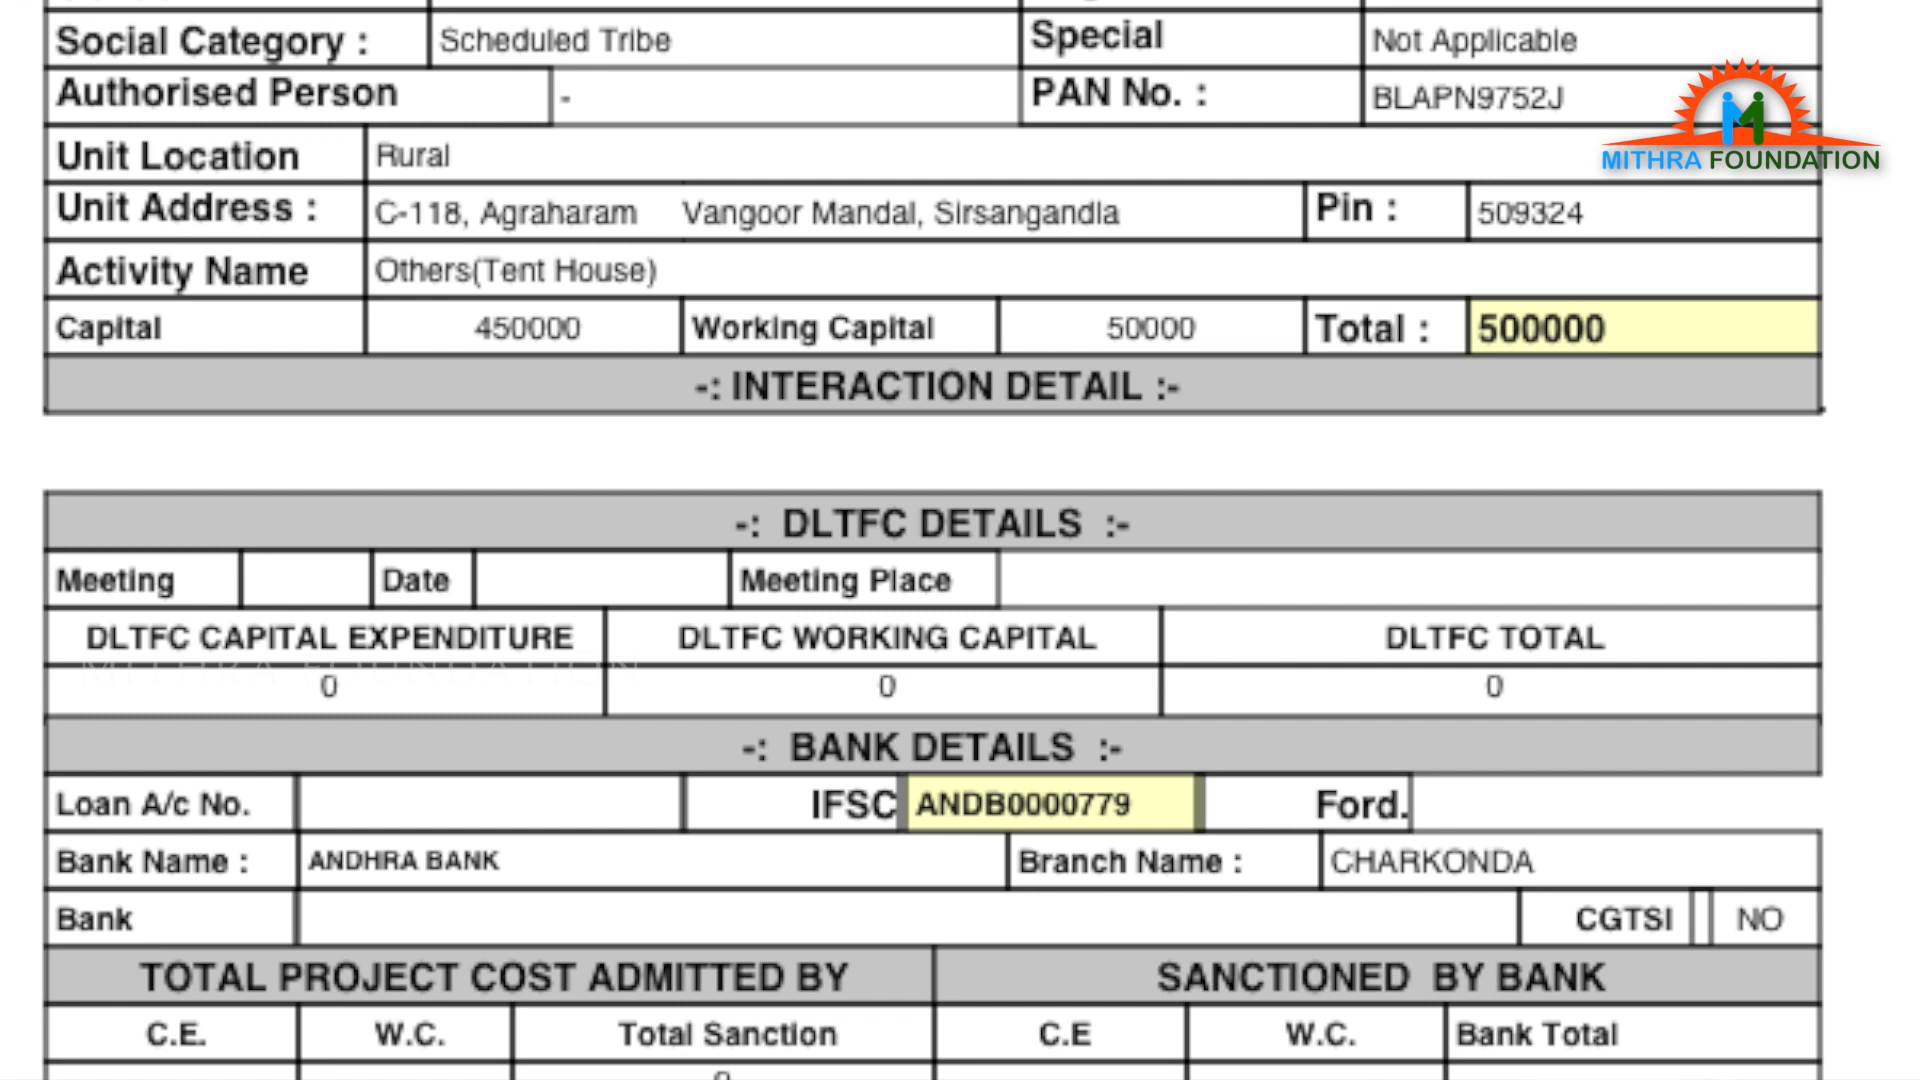 Social Category : Scheduled Tribe Special Not Applicable
Authorised Person - PAN No. : BLAPN9752J
MITHRA FOUNDATION
Unit Location Rural
Unit Address : C-118, Agraharam Vangoor Mandal, Sirsangandla Pin : 509324
Activity Name Others(Tent House)
Capital 450000 Working Capital 50000 Total : 500000
-: INTERACTION DETAIL :-
-: DLTFC DETAILS :-
Meeting Date Meeting Place
DLTFC CAPITAL EXPENDITURE DLTFC WORKING CAPITAL DLTFC TOTAL
MITHRA FOUNDATION
0 0 0
-: BANK DETAILS :-
Loan A/c No. IFSC ANDB0000779 Ford.
Bank Name : ANDHRA BANK Branch Name : CHARKONDA
Bank CGTSI NO
TOTAL PROJECT COST ADMITTED BY SANCTIONED BY BANK
C.E. W.C. Total Sanction C.E W.C. Bank Total